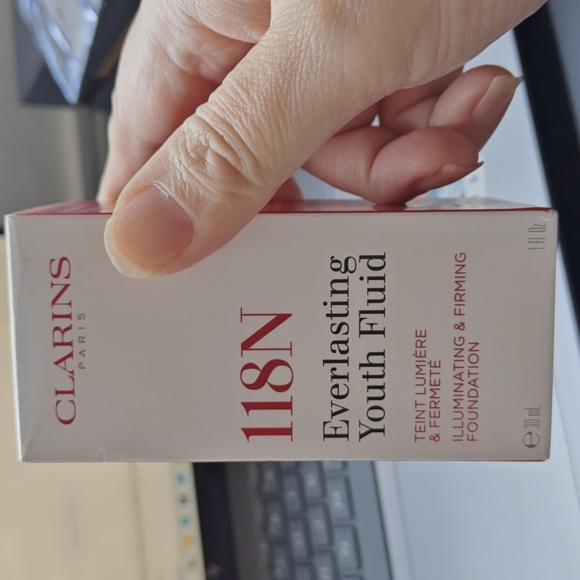 CLARINS
PARIS
118N
Everlasting
Youth Fluid
TEINT LUMIÈRE
& FERMETÉ
ILLUMINATING & FIRMING
FOUNDATION
℮ 30 mL 1 Fl Oz